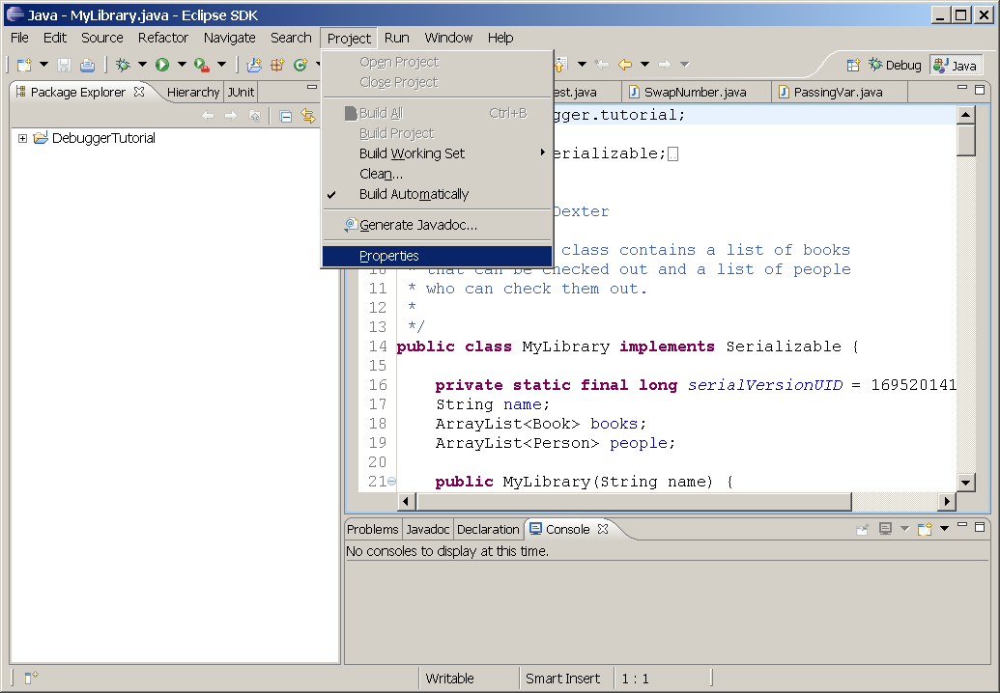 Java - MyLibrary.java - Eclipse SDK
File Edit Source Refactor Navigate Search Project Run Window Help
Debug Java
Package Explorer Hierarchy JUnit
DebuggerTutorial
Open Project
Close Project
Build All Ctrl+B
Build Project
Build Working Set
Clean...
Build Automatically
Generate Javadoc...
Properties
est.java SwapNumber.java PassingVar.java
gger.tutorial;
erializable;
Dexter
class contains a list of books
10 * that can be checked out and a list of people
11 * who can check them out.
12 *
13 */
14 public class MyLibrary implements Serializable {
15
16 private static final long serialVersionUID = 169520141
17 String name;
18 ArrayList<Book> books;
19 ArrayList<Person> people;
20
21 public MyLibrary(String name) {
Problems Javadoc Declaration Console
No consoles to display at this time.
Writable Smart Insert 1 : 1